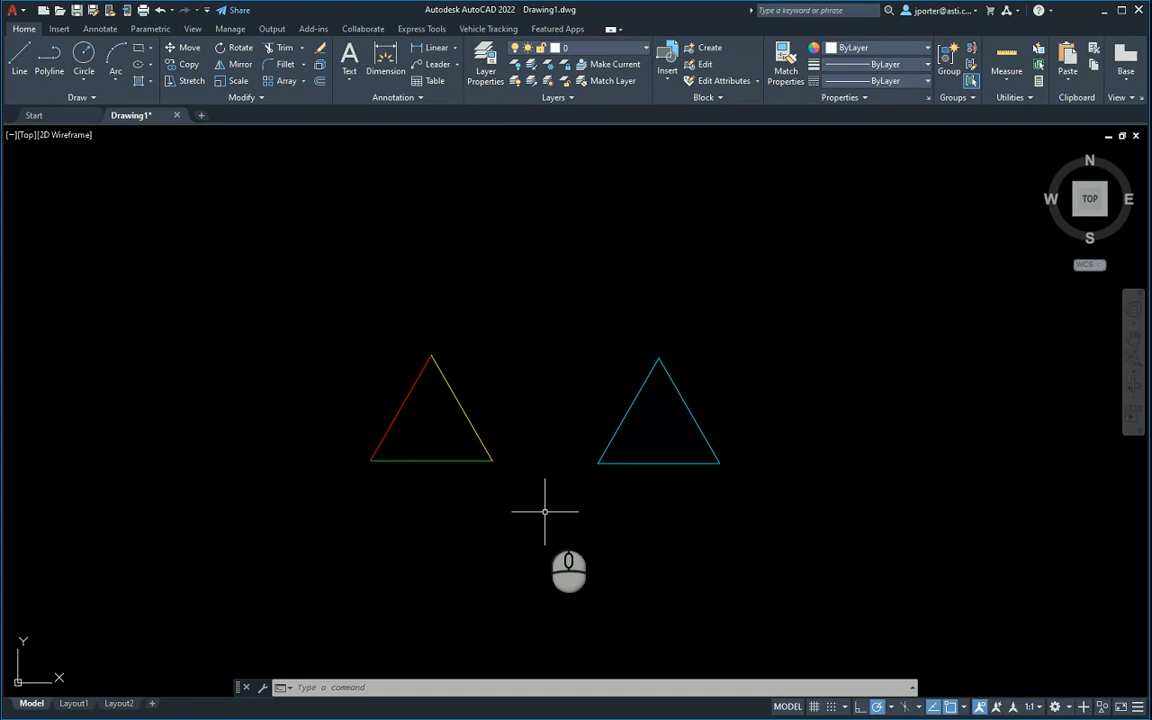 Share Autodesk AutoCAD 2022 Drawing1.dwg Type a keyword or phrase jporter@asti.c...
Home Insert Annotate Parametric View Manage Output Add-ins Collaborate Express Tools Vehicle Tracking Featured Apps
Move Rotate Trim Linear 0 Create ByLayer
Line Polyline Circle Arc Copy Mirror Fillet Text Dimension Leader Layer Properties Make Current Insert Edit Match Properties ByLayer Group Measure Paste Base
Stretch Scale Array Table Match Layer Edit Attributes ByLayer
Draw Modify Annotation Layers Block Properties Groups Utilities Clipboard View
Start Drawing1* +
[−][Top][2D Wireframe]
N
W TOP E
S
WCS
Y
X
Type a command
Model Layout1 Layout2 + MODEL 1:1